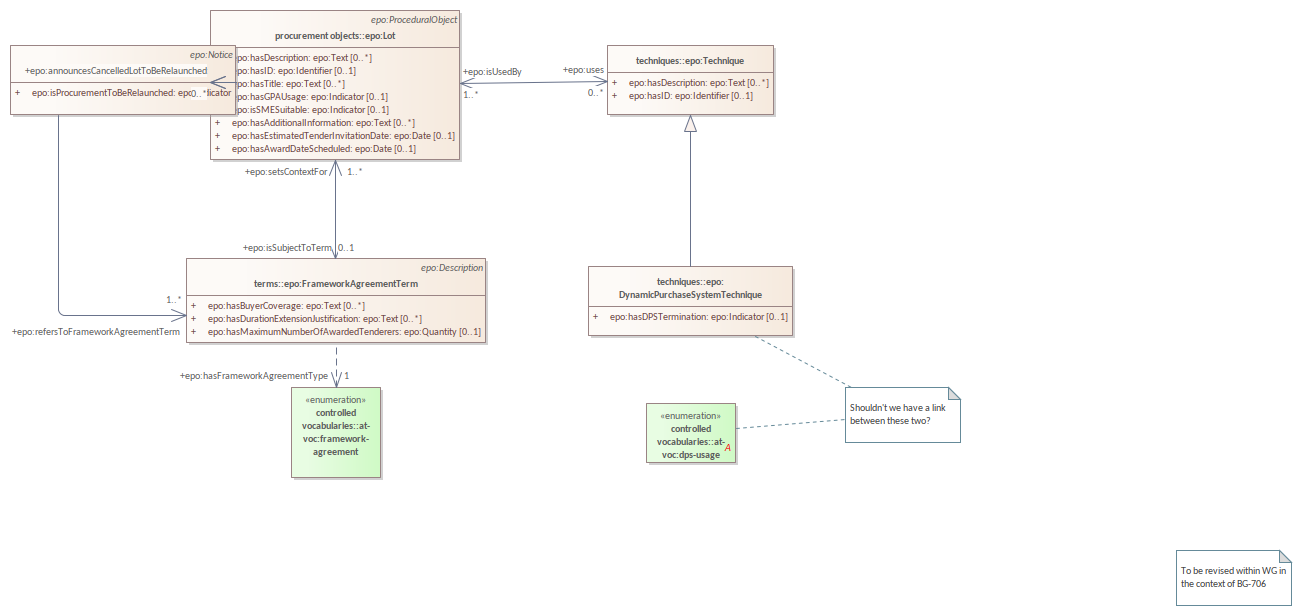 epo:ProceduralObject
procurement objects::epo:Lot
epo:hasDescription: epo:Text [0..*]
epo:hasID: epo:Identifier [0..1]
epo:hasTitle: epo:Text [0..*]
epo:hasGPAUsage: epo:Indicator [0..1]
epo:isSMESuitable: epo:Indicator [0..1]
+ epo:hasAdditionalInformation: epo:Text [0..*]
+ epo:hasEstimatedTenderInvitationDate: epo:Date [0..1]
+ epo:hasAwardDateScheduled: epo:Date [0..1]
epo:Notice
+epo:announcesCancelledLotToBeRelaunched
+ epo:isProcurementToBeRelaunched:
0..*
+epo:isUsedBy
1..*
+epo:uses
0..*
techniques::epo:Technique
+ epo:hasDescription: epo:Text [0..*]
+ epo:hasID: epo:Identifier [0..1]
+epo:setsContextFor
1..*
+epo:isSubjectToTerm
0..1
epo:Description
terms::epo:FrameworkAgreementTerm
+ epo:hasBuyerCoverage: epo:Text [0..*]
+ epo:hasDurationExtensionJustification: epo:Text [0..*]
+ epo:hasMaximumNumberOfAwardedTenderers: epo:Quantity [0..1]
1..*
+epo:refersToFrameworkAgreementTerm
techniques::epo:
DynamicPurchaseSystemTechnique
+ epo:hasDPSTermination: epo:Indicator [0..1]
+epo:hasFrameworkAgreementType
1
«enumeration»
controlled
vocabularies::at-
voc:framework-
agreement
«enumeration»
controlled
vocabularies::at-
voc:dps-usage
A
Shouldn't we have a link
between these two?
To be revised within WG in
the context of BG-706